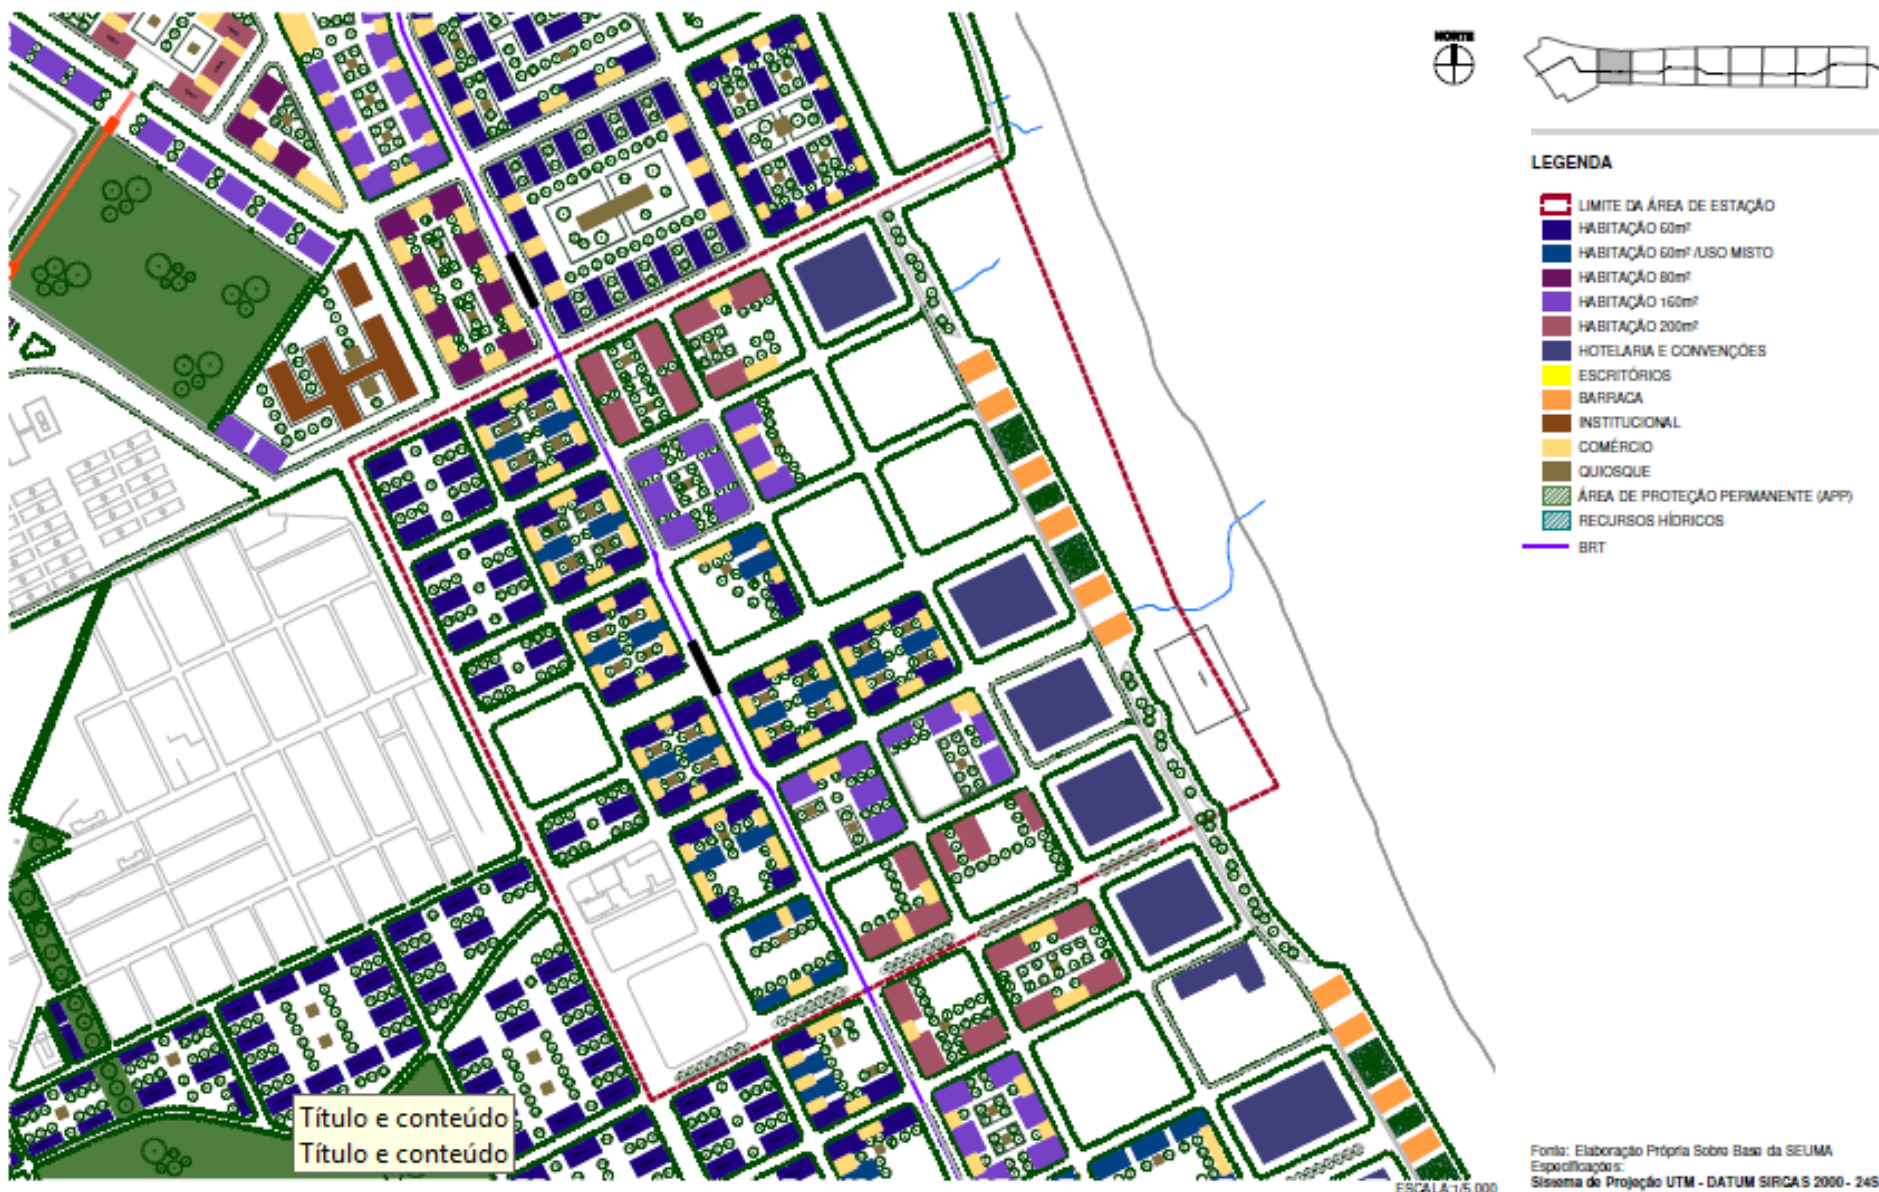 NORTE
LEGENDA
LIMITE DA ÁREA DE ESTAÇÃO
HABITAÇÃO 60m²
HABITAÇÃO 60m² /USO MISTO
HABITAÇÃO 80m²
HABITAÇÃO 160m²
HABITAÇÃO 200m²
HOTELARIA E CONVENÇÕES
ESCRITÓRIOS
BARRACA
INSTITUCIONAL
COMÉRCIO
QUIOSQUE
ÁREA DE PROTEÇÃO PERMANENTE (APP)
RECURSOS HÍDRICOS
BRT
Título e conteúdo
Título e conteúdo
Fonte: Elaboração Própria Sobre Base da SEUMA
Especificações:
Sistema de Projeção UTM - DATUM SIRGAS 2000 - 24S
ESCALA:1/5.000